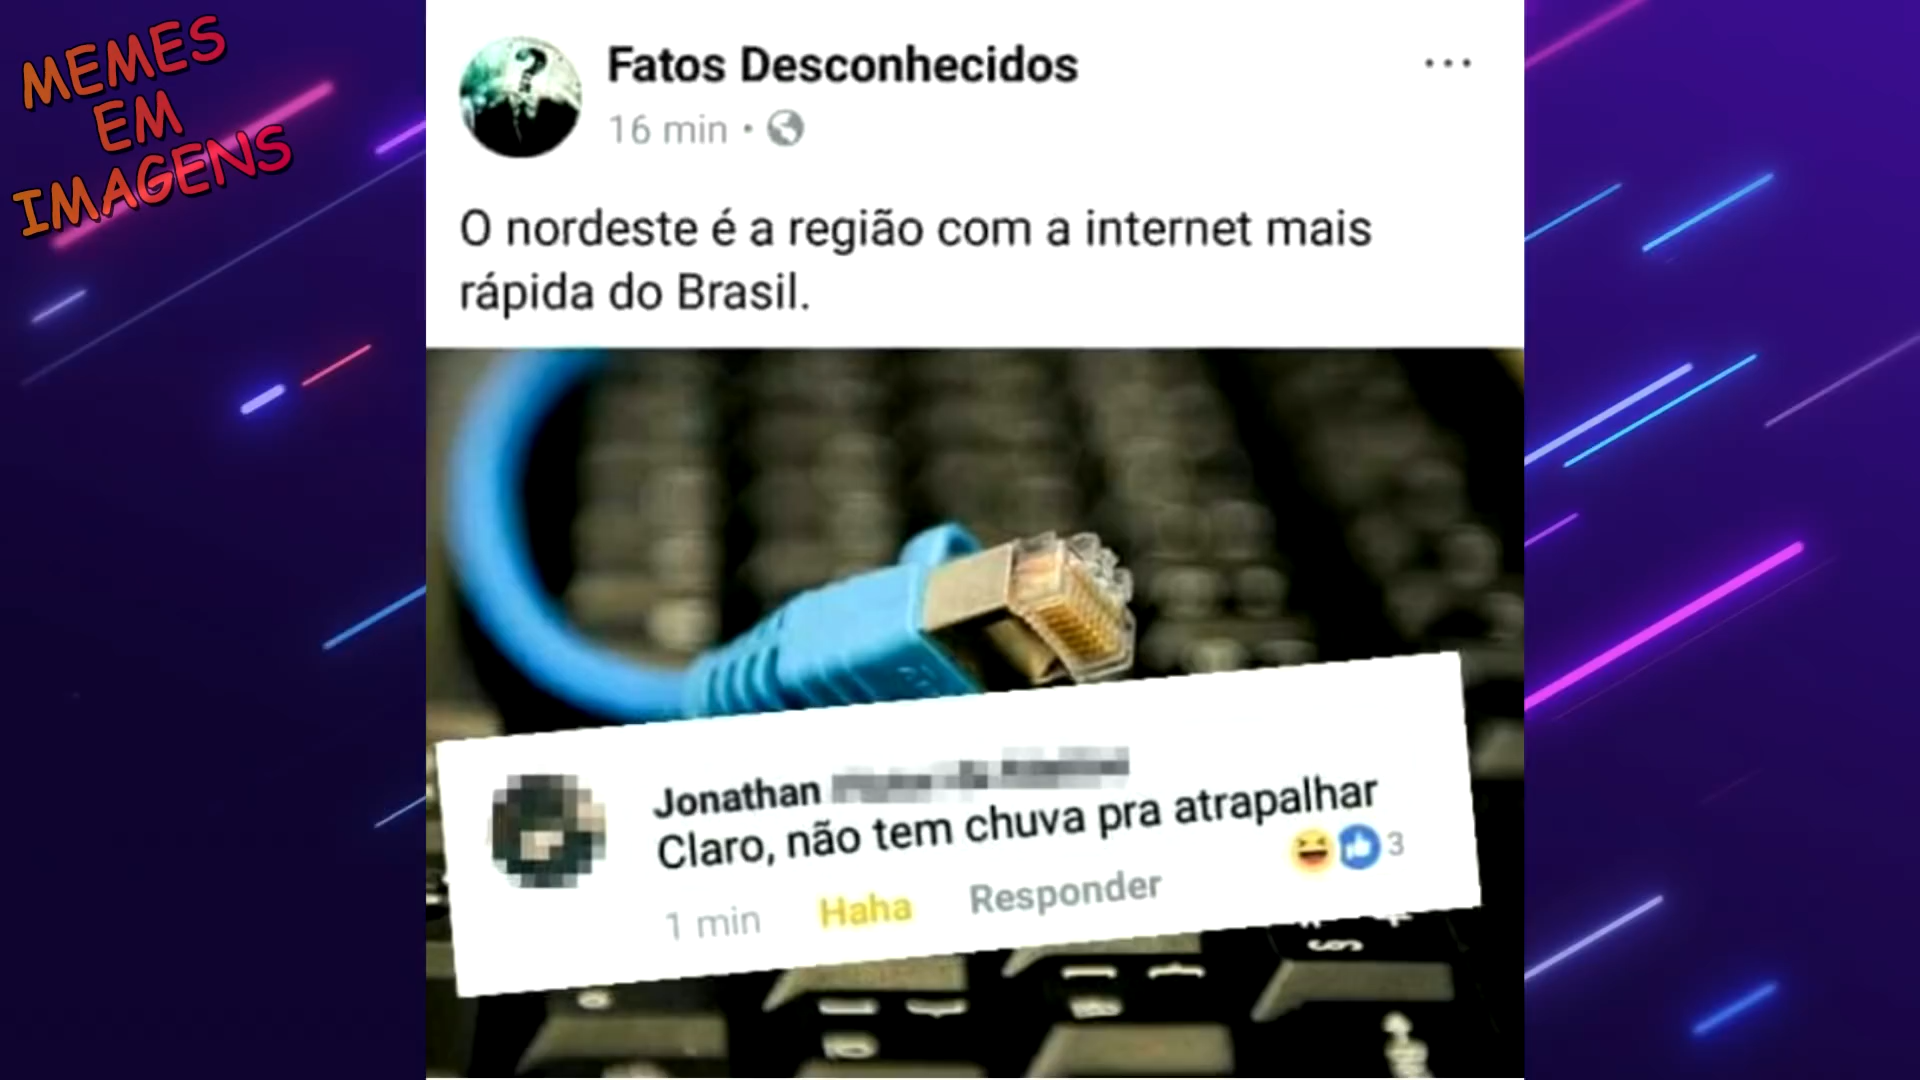 MEMES
EM
IMAGENS
Fatos Desconhecidos
16 min
O nordeste é a região com a internet mais
rápida do Brasil.
Jonathan
Claro, não tem chuva pra atrapalhar
3
1 min Haha Responder